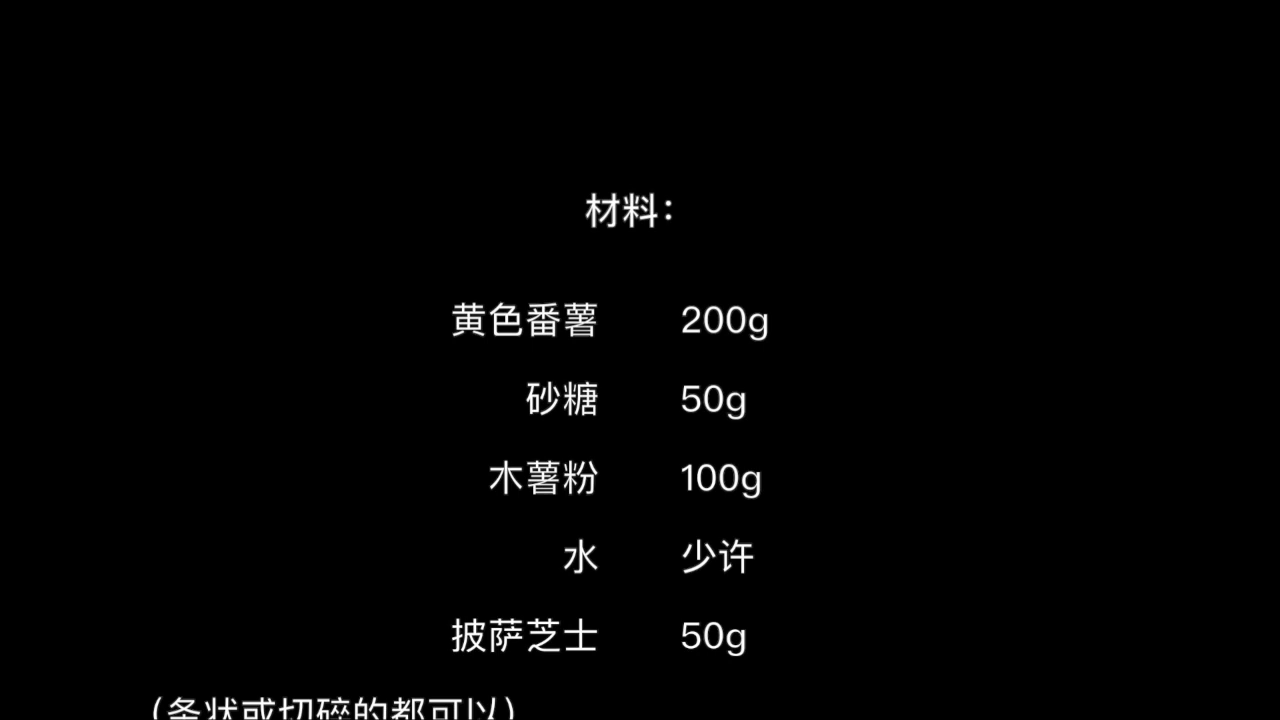 材料：
黄色番薯 200g
砂糖 50g
木薯粉 100g
水 少许
披萨芝士 50g
（条状或切碎的都可以）